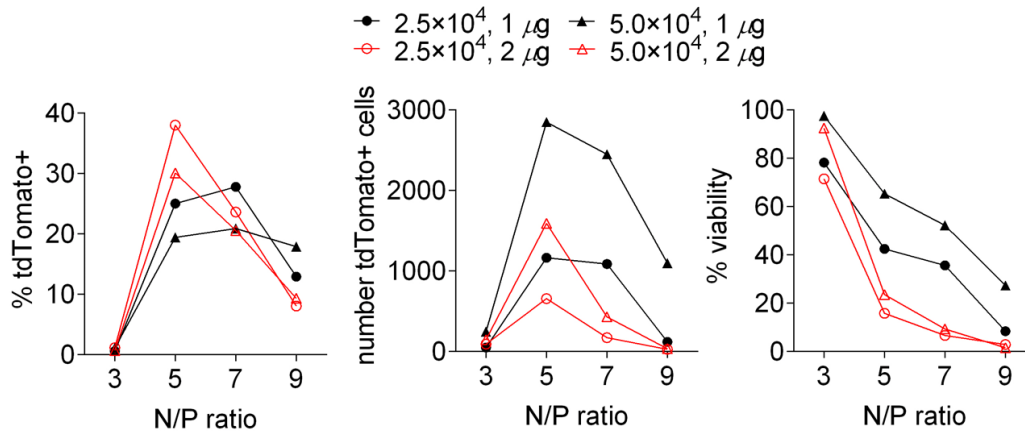 2.5×10⁴, 1 μg 5.0×10⁴, 1 μg
2.5×10⁴, 2 μg 5.0×10⁴, 2 μg
% tdTomato+
40
30
20
10
0
3 5 7 9
N/P ratio
number tdTomato+ cells
3000
2000
1000
0
3 5 7 9
N/P ratio
% viability
100
80
60
40
20
0
3 5 7 9
N/P ratio